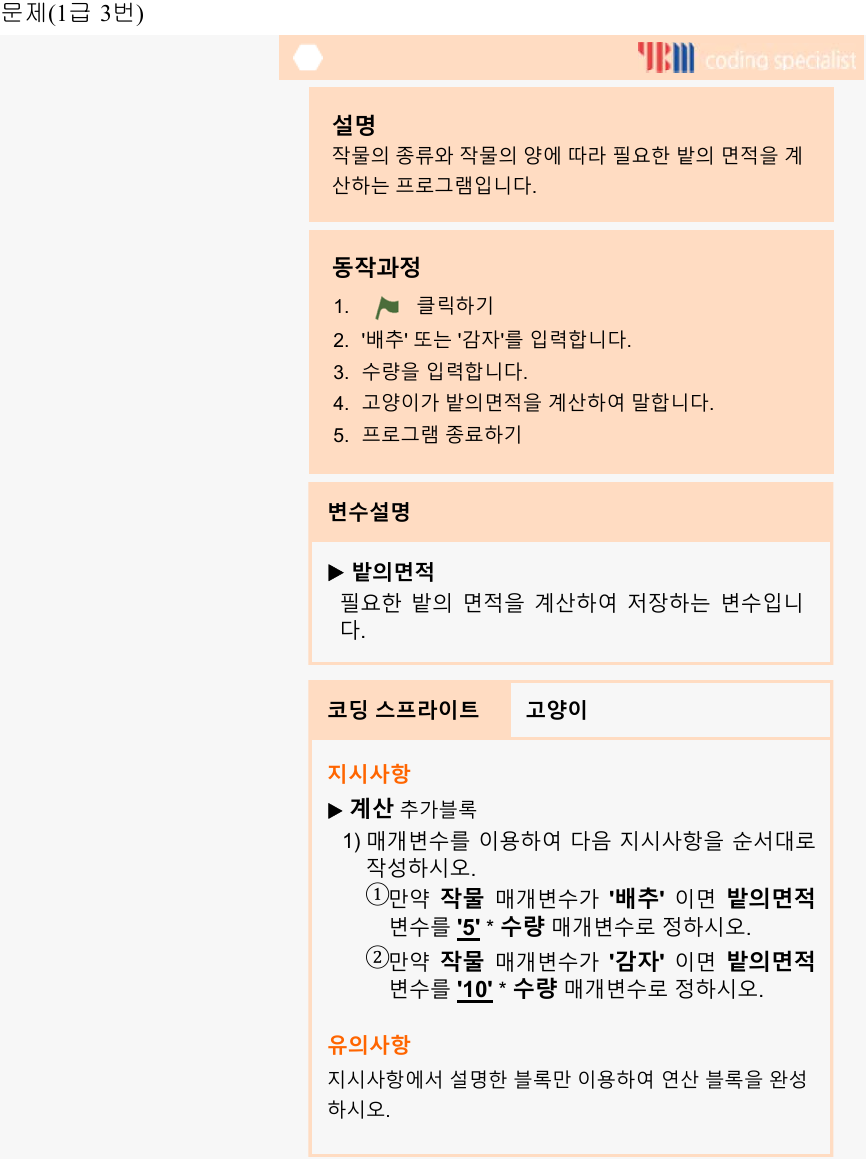 문제(1급 3번)
YBM coding specialist
설명
작물의 종류와 작물의 양에 따라 필요한 밭의 면적을 계
산하는 프로그램입니다.
동작과정
1. 클릭하기
2. '배추' 또는 '감자'를 입력합니다.
3. 수량을 입력합니다.
4. 고양이가 밭의면적을 계산하여 말합니다.
5. 프로그램 종료하기
변수설명
▶ 밭의면적
필요한 밭의 면적을 계산하여 저장하는 변수입니
다.
코딩 스프라이트 고양이
지시사항
▶ 계산 추가블록
1) 매개변수를 이용하여 다음 지시사항을 순서대로
작성하시오.
①만약 작물 매개변수가 '배추' 이면 밭의면적
변수를 '5' * 수량 매개변수로 정하시오.
②만약 작물 매개변수가 '감자' 이면 밭의면적
변수를 '10' * 수량 매개변수로 정하시오.
유의사항
지시사항에서 설명한 블록만 이용하여 연산 블록을 완성
하시오.